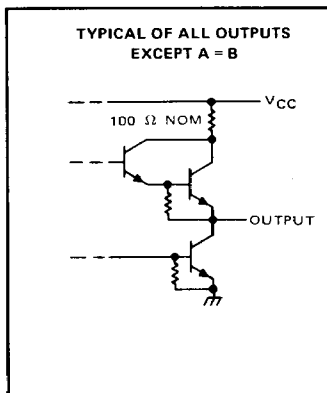 TYPICAL OF ALL OUTPUTS
EXCEPT A = B
VCC
100 Ω NOM
OUTPUT